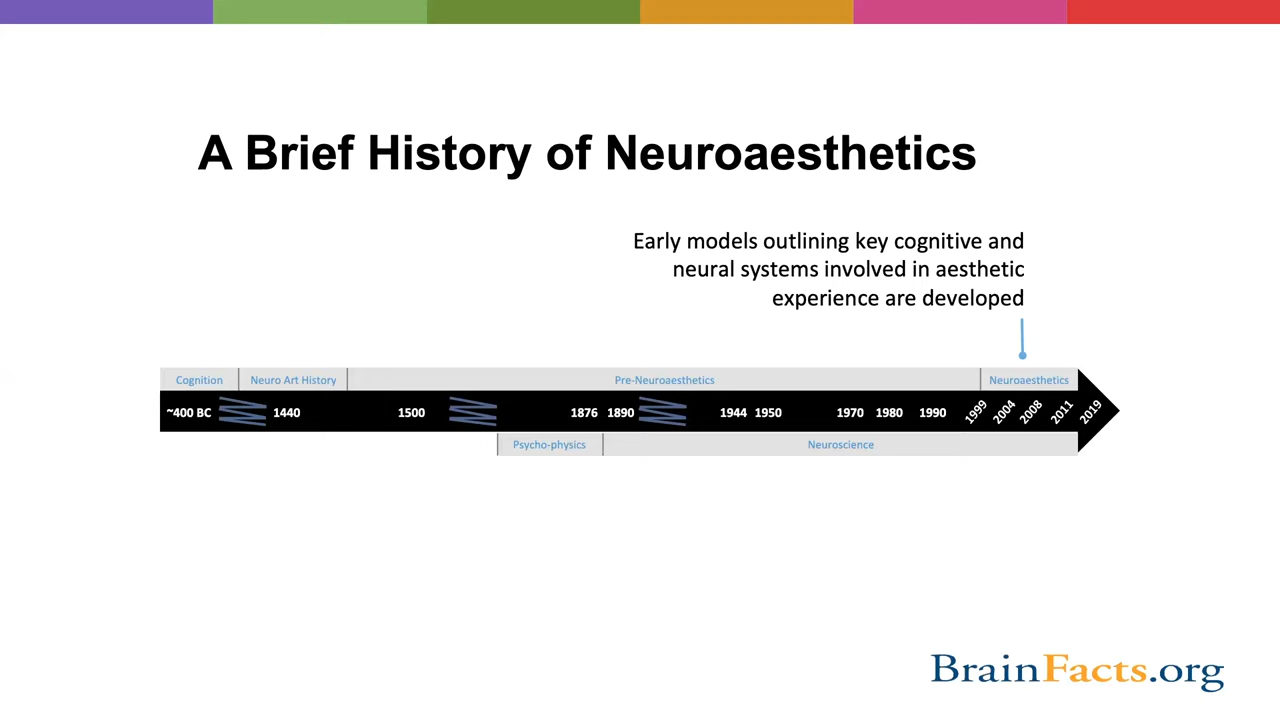 A Brief History of Neuroaesthetics
Early models outlining key cognitive and
neural systems involved in aesthetic
experience are developed
Cognition Neuro Art History Pre-Neuroaesthetics Neuroaesthetics
~400 BC 1440 1500 1876 1890 1944 1950 1970 1980 1990 1999 2004 2008 2011 2019
Psycho-physics Neuroscience
BrainFacts.org